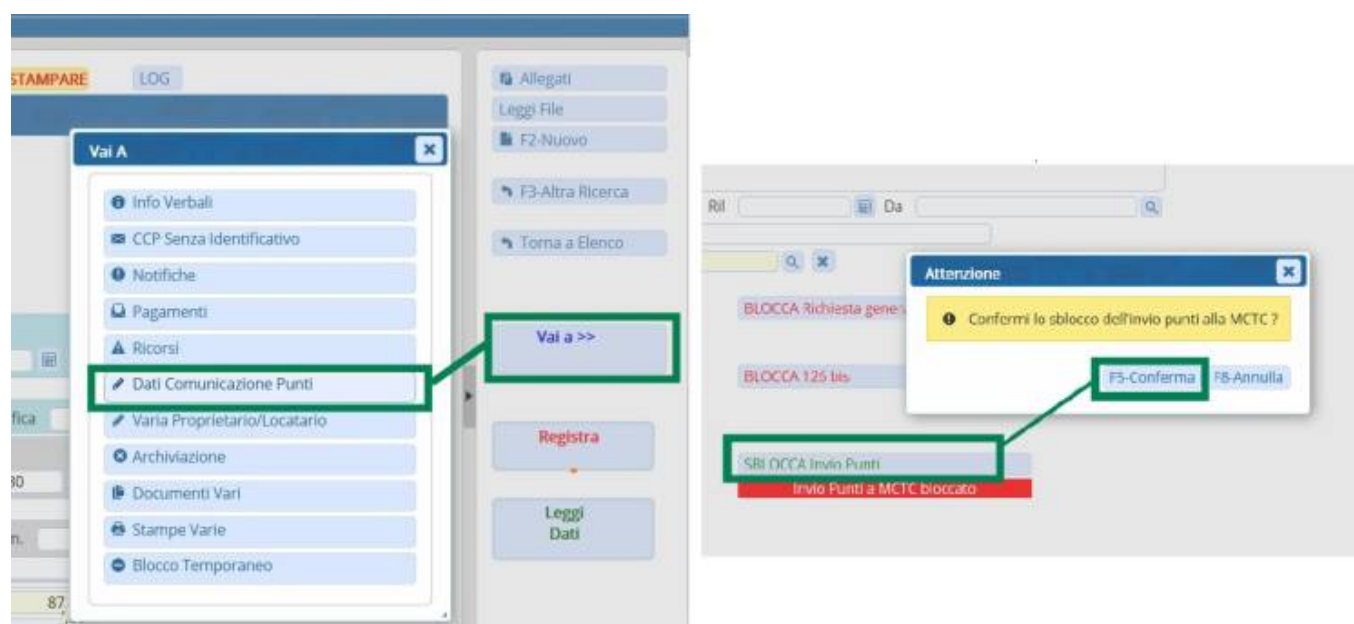 STAMPARE
LOG
Vai A
Info Verbali
CCP Senza Identificativo
Notifiche
Pagamenti
Ricorsi
Dati Comunicazione Punti
Varia Proprietario/Locatario
Archiviazione
Documenti Vari
Stampe Varie
Blocco Temporaneo
fica
30
n.
87
Allegati
Leggi File
F2-Nuovo
F3-Altra Ricerca
Torna a Elenco
Vai a >>
Registra
Leggi
Dati
Ril
Da
BLOCCA Richiesta gener
BLOCCA 126 bis
SBLOCCA Invio Punti
Invio Punti a MCTC bloccato
Attenzione
Confermi lo sblocco dell'invio punti alla MCTC ?
F5-Conferma
F8-Annulla